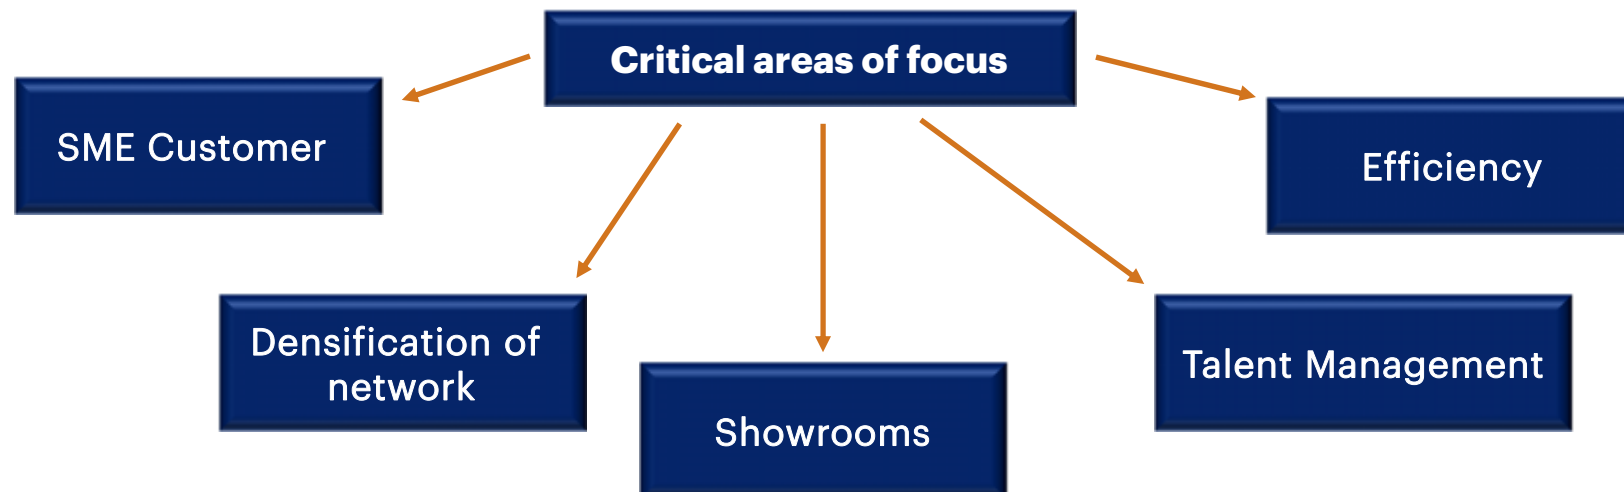 Critical areas of focus
SME Customer
Efficiency
Densification of
network
Showrooms
Talent Management